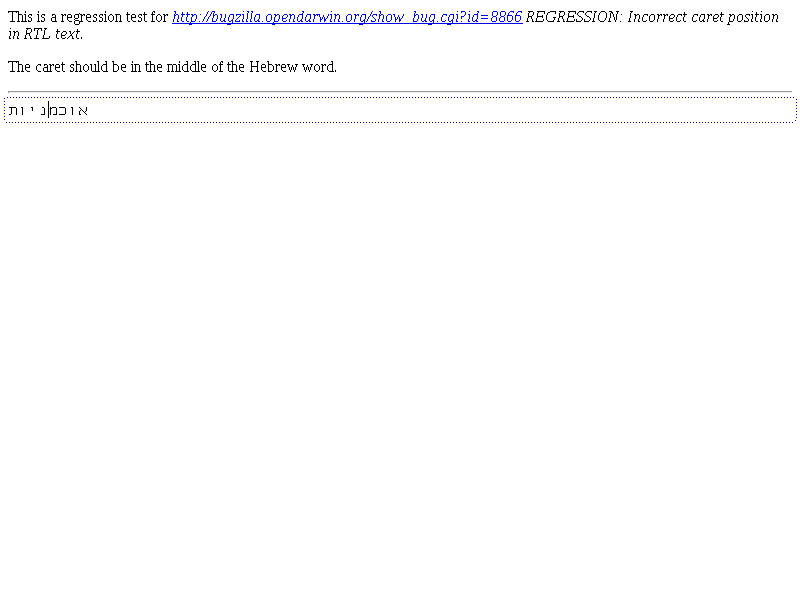 This is a regression test for http://bugzilla.opendarwin.org/show_bug.cgi?id=8866 REGRESSION: Incorrect caret position
in RTL text.
The caret should be in the middle of the Hebrew word.
אוכמניות